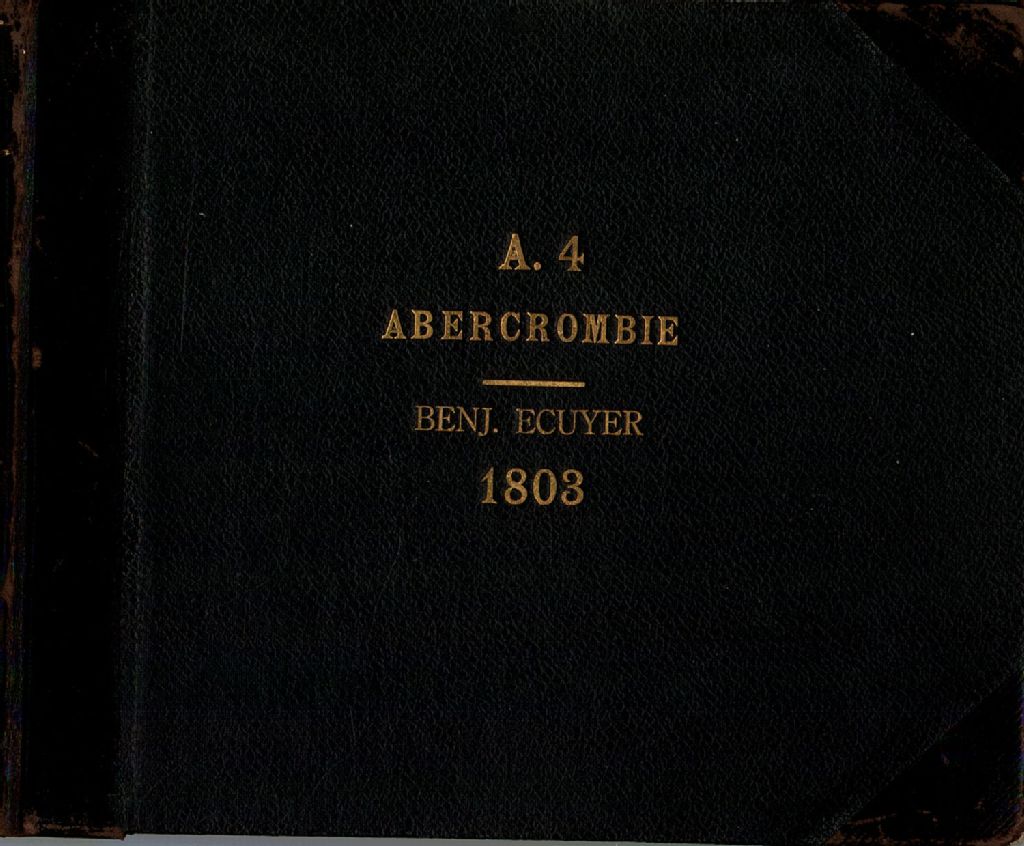 A. 4
ABERCROMBIE
BENJ. ECUYER
1803